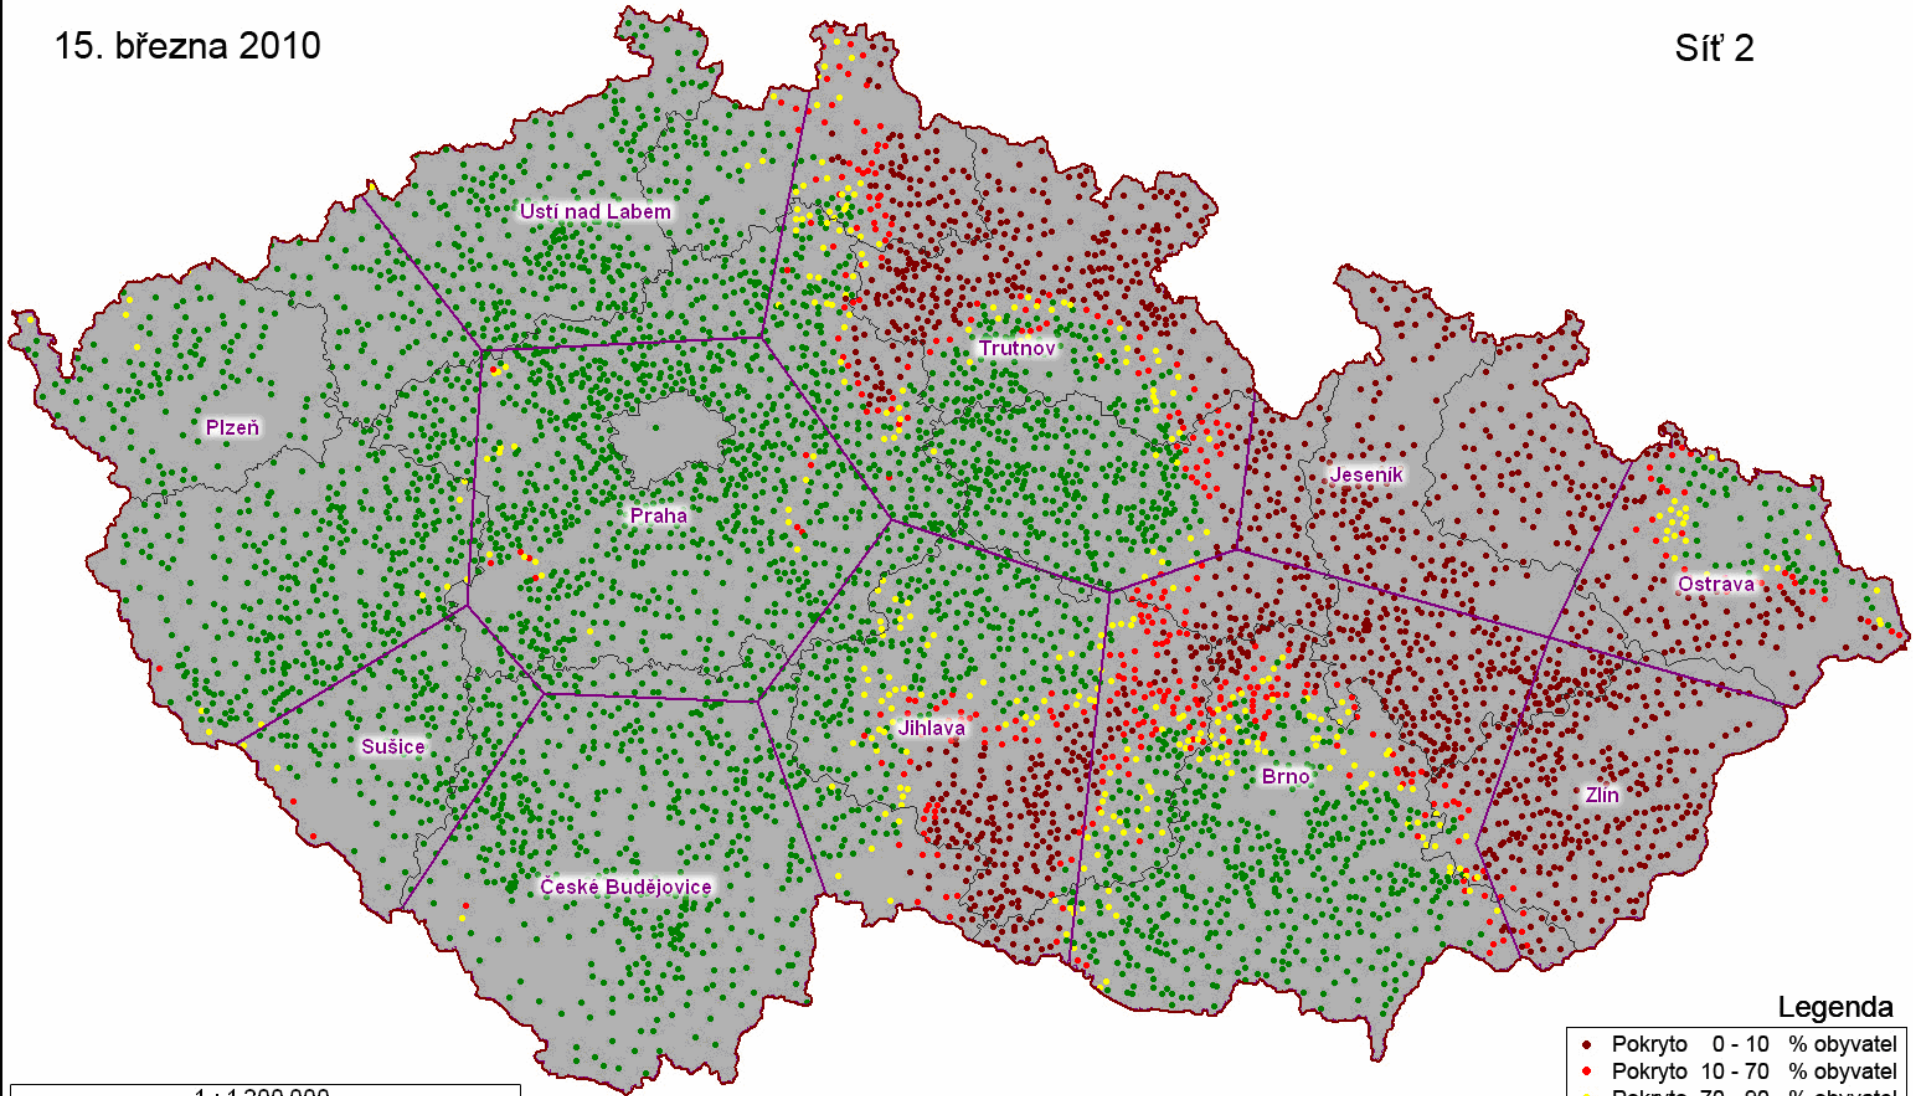 15. března 2010
Síť 2
Ústí nad Labem
Trutnov
Plzeň
Jeseník
Praha
Ostrava
Jihlava
Sušice
Brno
Zlín
České Budějovice
Legenda
Pokryto 0 - 10 % obyvatel
Pokryto 10 - 70 % obyvatel